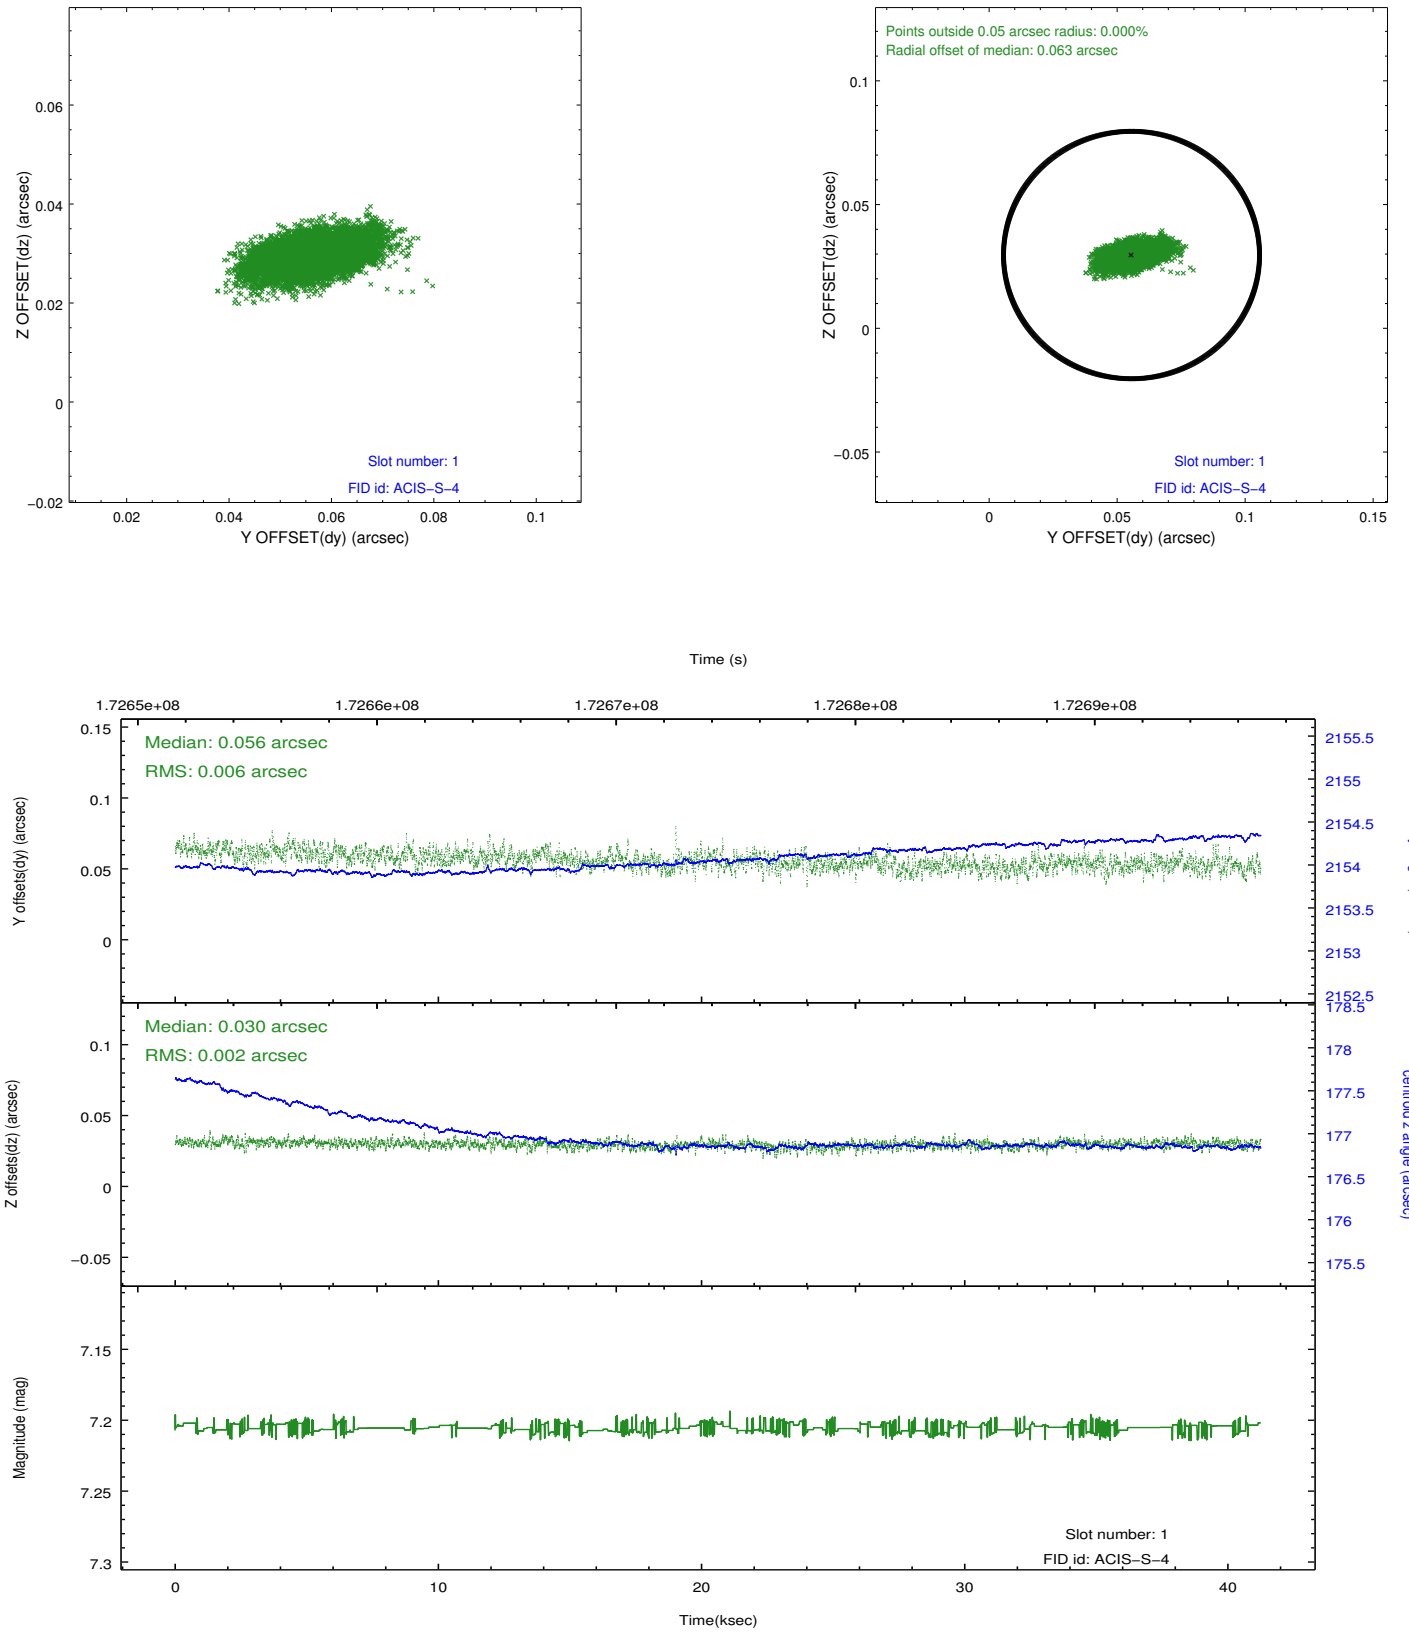 0.06
0.04
0.02
0
−0.02
0.02
0.04
0.06
0.08
0.1
Z OFFSET(dz) (arcsec)
Y OFFSET(dy) (arcsec)
Slot number: 1
FID id: ACIS−S−4
Points outside 0.05 arcsec radius: 0.000%
Radial offset of median: 0.063 arcsec
0.1
0.05
0
−0.05
0
0.05
0.1
0.15
Z OFFSET(dz) (arcsec)
Y OFFSET(dy) (arcsec)
Slot number: 1
FID id: ACIS−S−4
Time (s)
1.7265e+08
1.7266e+08
1.7267e+08
1.7268e+08
1.7269e+08
Median: 0.056 arcsec
RMS: 0.006 arcsec
0.15
0.1
0.05
0
Y offsets(dy) (arcsec)
2155.5
2155
2154.5
2154
2153.5
2153
2152.5
Median: 0.030 arcsec
RMS: 0.002 arcsec
0.1
0.05
0
−0.05
Z offsets(dz) (arcsec)
178.5
178
177.5
177
176.5
176
175.5
centroid z angle (arcsec)
7.15
7.2
7.25
7.3
Magnitude (mag)
Slot number: 1
FID id: ACIS−S−4
0
10
20
30
40
Time(ksec)